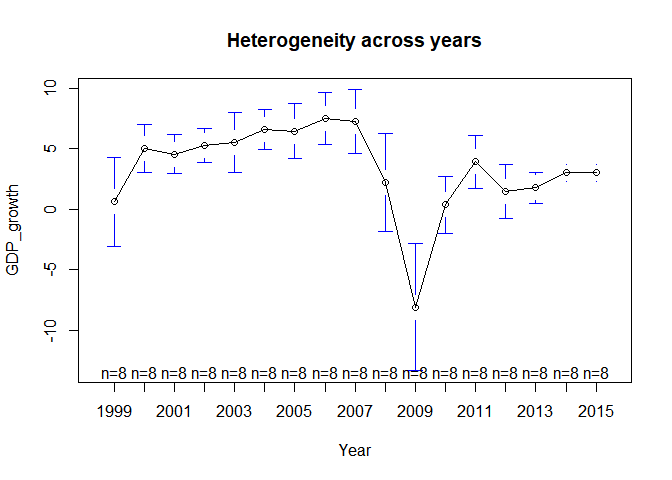 Heterogeneity across years
GDP_growth
10
5
0
-5
-10
n=8 n=8 n=8 n=8 n=8 n=8 n=8 n=8 n=8 n=8 n=8 n=8 n=8 n=8 n=8 n=8 n=8
1999 2001 2003 2005 2007 2009 2011 2013 2015
Year